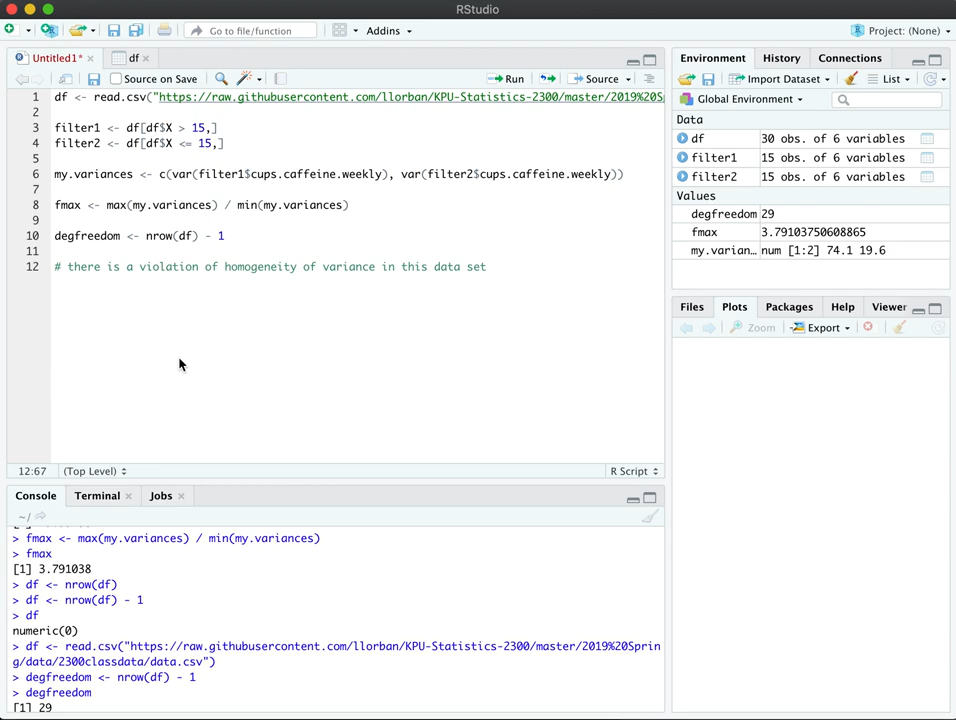 RStudio
Go to file/function
Addins
Project: (None)
Untitled1*
df
Source on Save
Run
Source
1 df <- read.csv("https://raw.githubusercontent.com/llorban/KPU-Statistics-2300/master/2019%20S
2
3 filter1 <- df[df$X > 15,]
4 filter2 <- df[df$X <= 15,]
5
6 my.variances <- c(var(filter1$cups.caffeine.weekly), var(filter2$cups.caffeine.weekly))
7
8 fmax <- max(my.variances) / min(my.variances)
9
10 degfreedom <- nrow(df) - 1
11
12 # there is a violation of homogeneity of variance in this data set
12:67 (Top Level) R Script
Console Terminal Jobs
~/
> fmax <- max(my.variances) / min(my.variances)
> fmax
[1] 3.791038
> df <- nrow(df)
> df <- nrow(df) - 1
> df
numeric(0)
> df <- read.csv("https://raw.githubusercontent.com/llorban/KPU-Statistics-2300/master/2019%20Sprin
g/data/2300classdata/data.csv")
> degfreedom <- nrow(df) - 1
> degfreedom
[1] 29
Environment History Connections
Import Dataset List
Global Environment
Data
df 30 obs. of 6 variables
filter1 15 obs. of 6 variables
filter2 15 obs. of 6 variables
Values
degfreedom 29
fmax 3.79103750608865
my.varian… num [1:2] 74.1 19.6
Files Plots Packages Help Viewer
Zoom Export